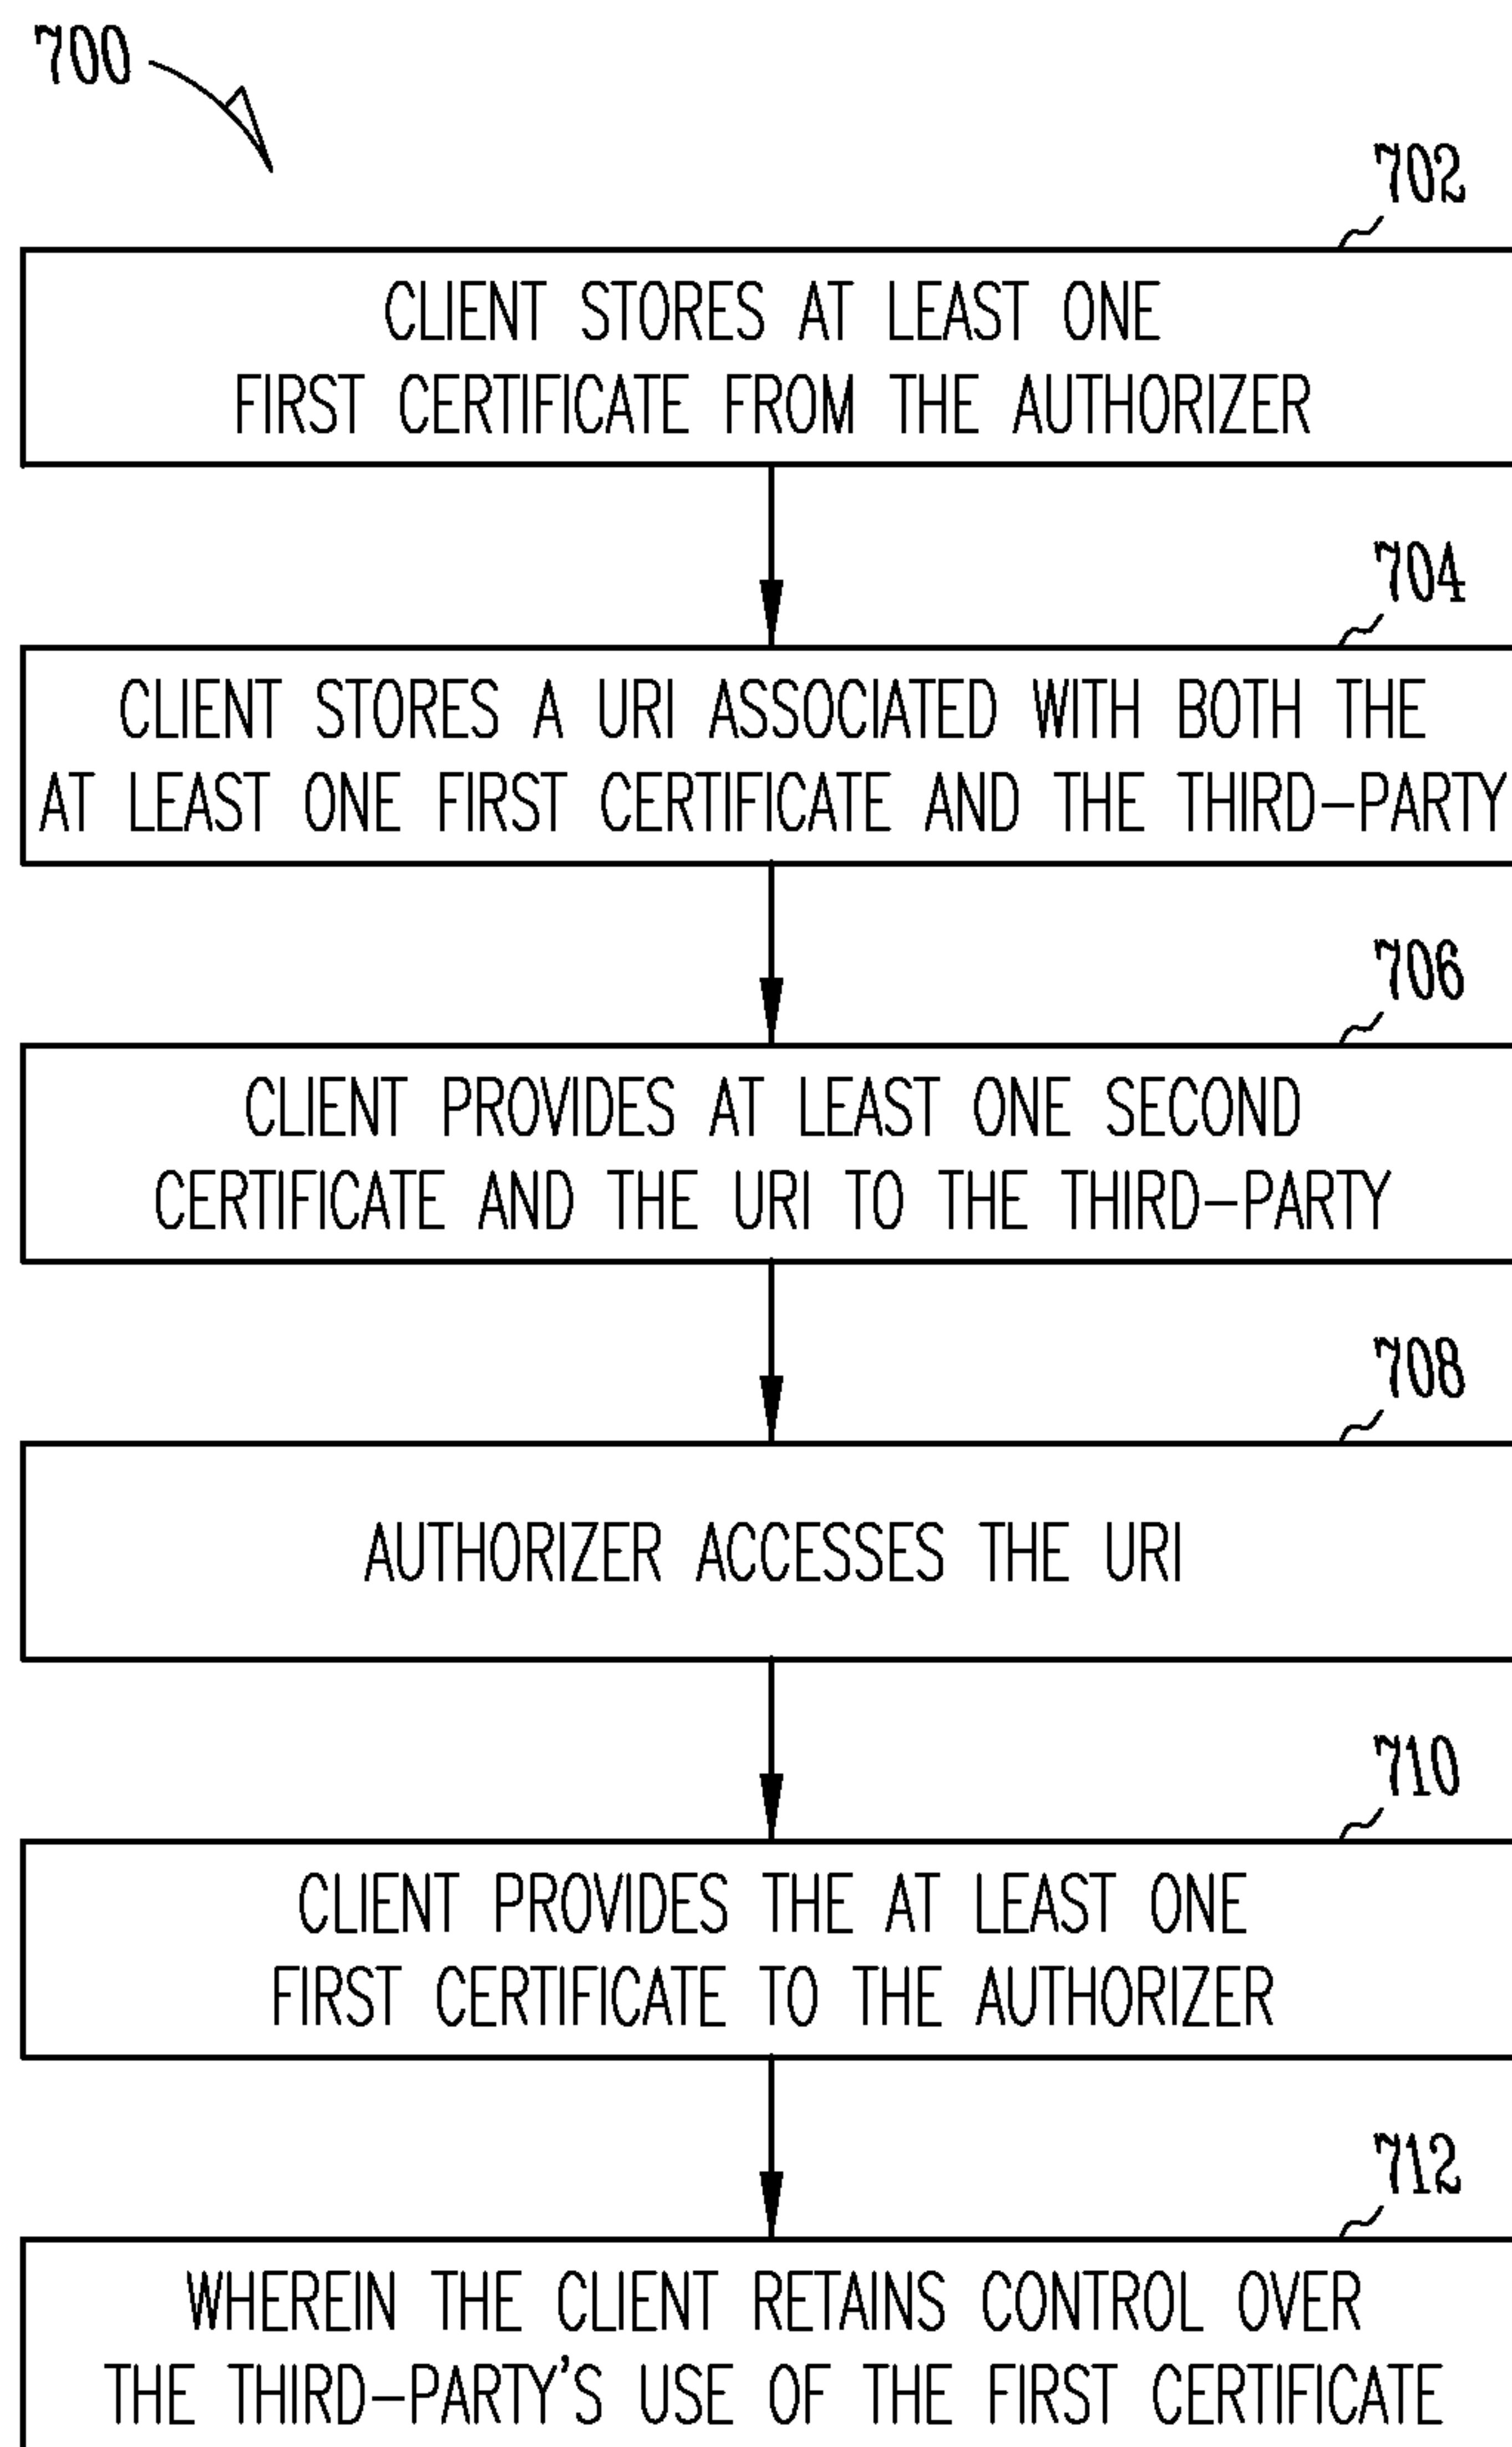 700
702
CLIENT STORES AT LEAST ONE
FIRST CERTIFICATE FROM THE AUTHORIZER
704
CLIENT STORES A URI ASSOCIATED WITH BOTH THE
AT LEAST ONE FIRST CERTIFICATE AND THE THIRD-PARTY
706
CLIENT PROVIDES AT LEAST ONE SECOND
CERTIFICATE AND THE URI TO THE THIRD-PARTY
708
AUTHORIZER ACCESSES THE URI
710
CLIENT PROVIDES THE AT LEAST ONE
FIRST CERTIFICATE TO THE AUTHORIZER
712
WHEREIN THE CLIENT RETAINS CONTROL OVER
THE THIRD-PARTY'S USE OF THE FIRST CERTIFICATE